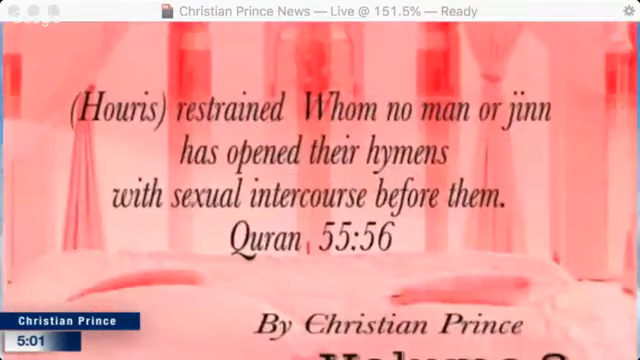 Christian Prince News — Live @ 151.5% — Ready
Google
(Houris) restrained Whom no man or jinn
has opened their hymens
with sexual intercourse before them.
Quran 55:56
Christian Prince
5:01
By Christian Prince